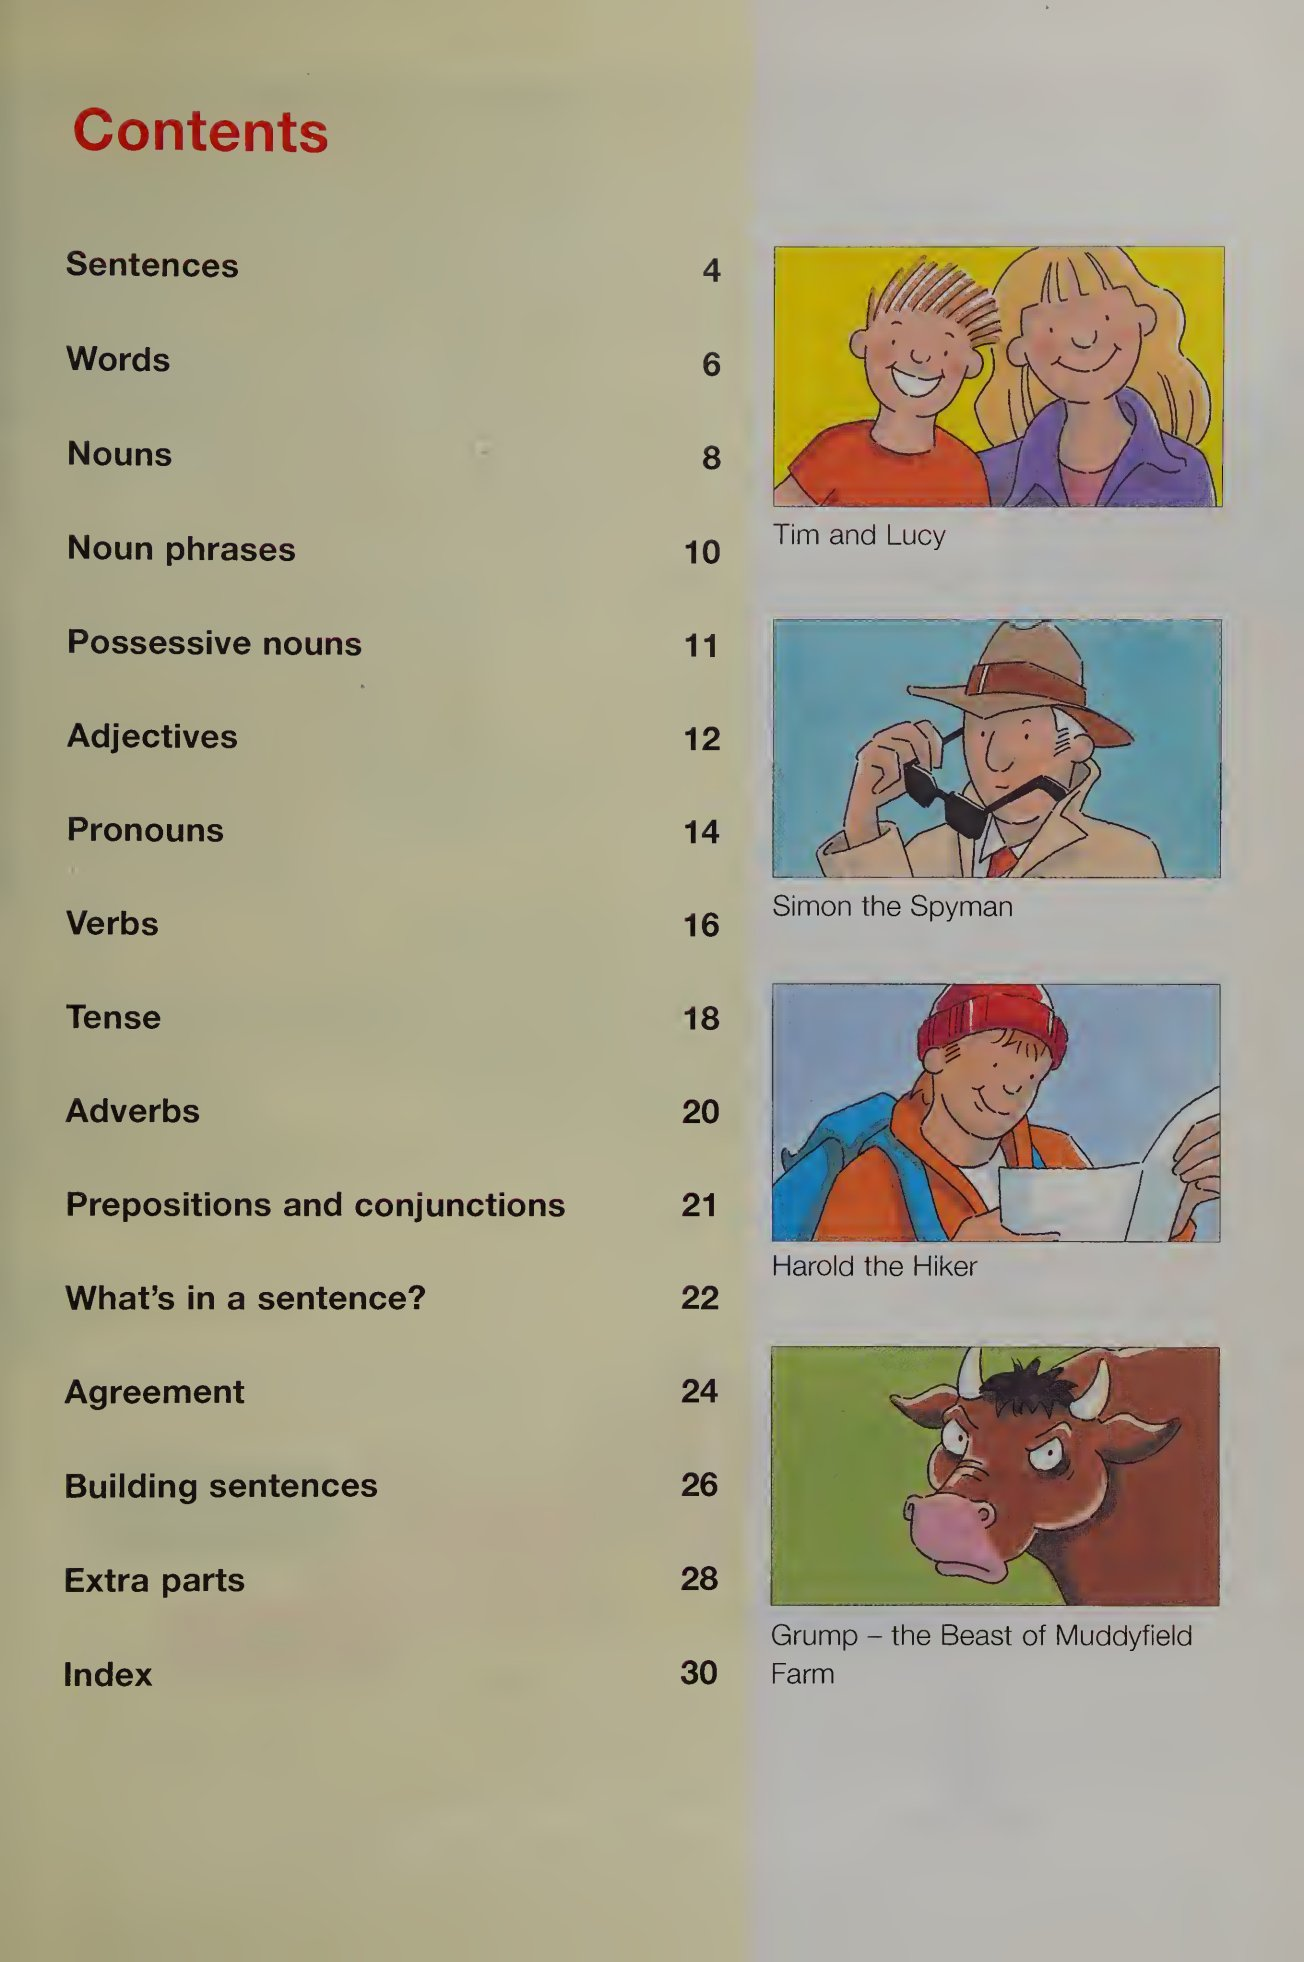 Contents
Sentences 4
Words 6
Nouns 8
Noun phrases 10
Possessive nouns 11
Adjectives 12
Pronouns 14
Verbs 16
Tense 18
Adverbs 20
Prepositions and conjunctions 21
What's in a sentence? 22
Agreement 24
Building sentences 26
Extra parts 28
Index 30
Tim and Lucy
Simon the Spyman
Harold the Hiker
Grump – the Beast of Muddyfield
Farm